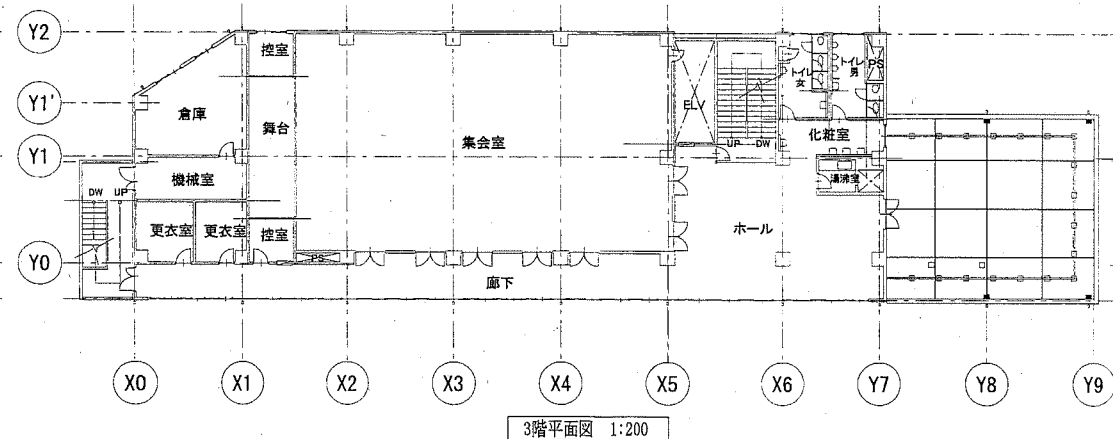 Y2
控室
トイレ
女
トイレ
男
PS
Y1'
倉庫
舞台
集会室
ELV
UP
DW
化粧室
Y1
機械室
湯沸室
DW
UP
更衣室
更衣室
控室
ホール
PS
Y0
廊下
X0
X1
X2
X3
X4
X5
X6
Y7
Y8
Y9
3階平面図 1:200